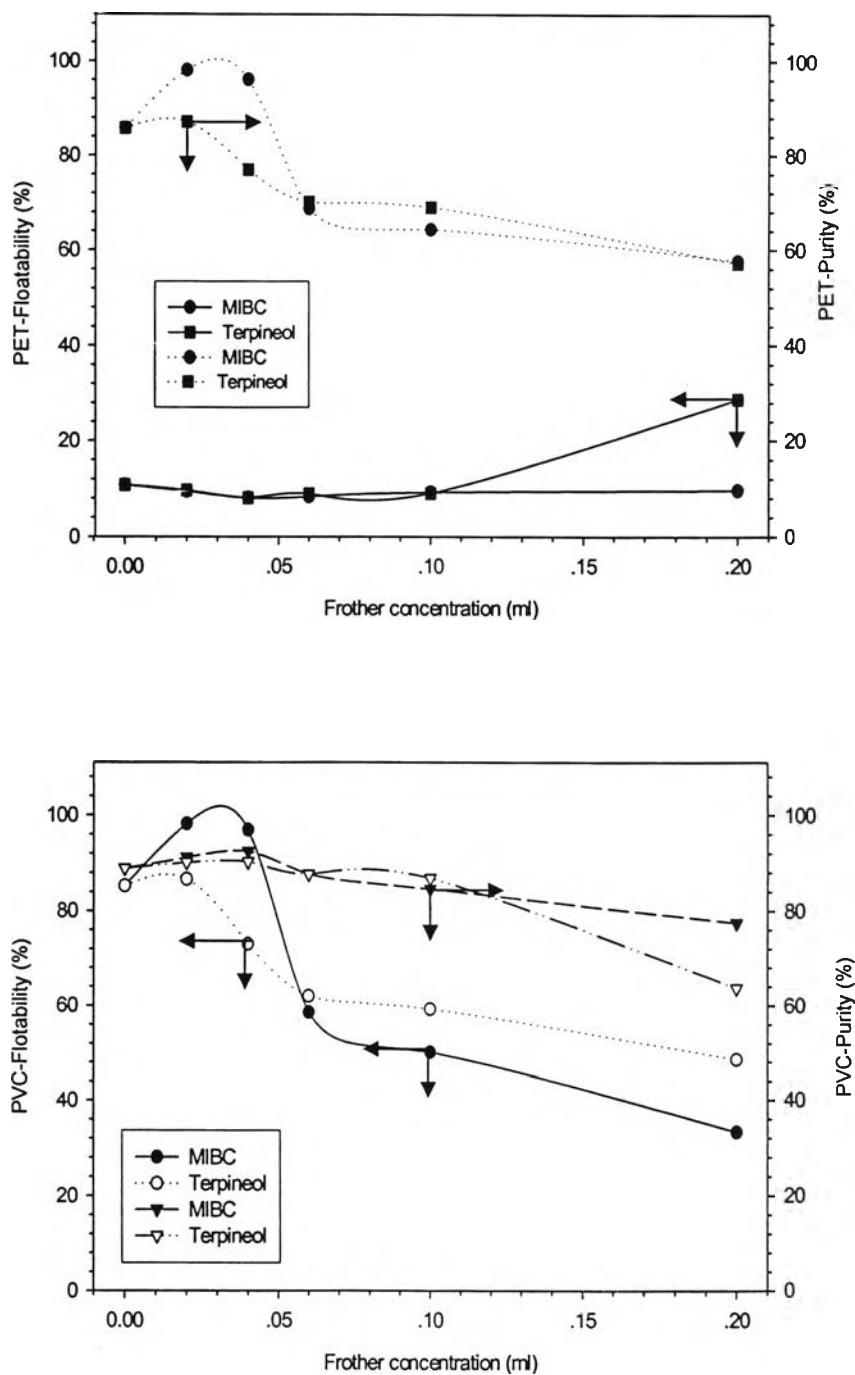 100
80
60
40
20
0
PET-Floatability (%)
100
80
60
40
20
0
PET-Purity (%)
MIBC
Terpineol
MIBC
Terpineol
0.00 .05 .10 .15 .20
Frother concentration (ml)
100
80
60
40
20
0
PVC-Flotability (%)
100
80
60
40
20
0
PVC-Purity (%)
MIBC
Terpineol
MIBC
Terpineol
0.00 .05 .10 .15 .20
Frother concentration (ml)